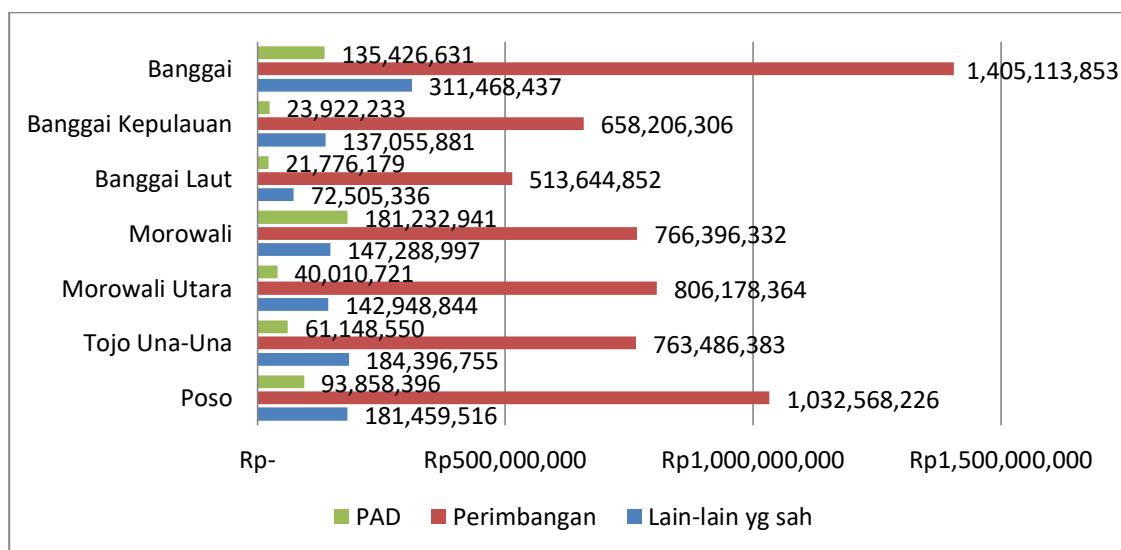 135,426,631
Banggai
1,405,113,853
311,468,437
23,922,233
Banggai Kepulauan
658,206,306
137,055,881
21,776,179
Banggai Laut
513,644,852
72,505,336
181,232,941
Morowali
766,396,332
147,288,997
40,010,721
Morowali Utara
806,178,364
142,948,844
61,148,550
Tojo Una-Una
763,486,383
184,396,755
93,858,396
Poso
1,032,568,226
181,459,516
Rp- Rp500,000,000 Rp1,000,000,000 Rp1,500,000,000
PAD Perimbangan Lain-lain yg sah